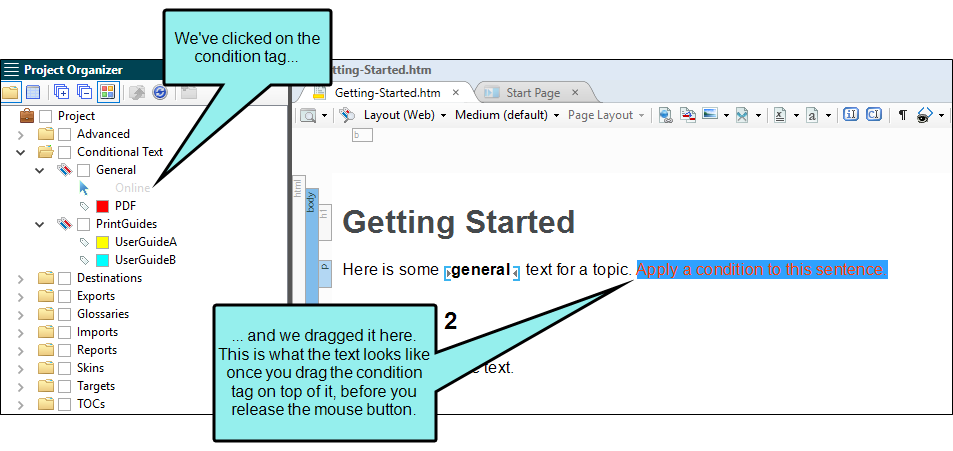 We've clicked on the
condition tag...
Project Organizer
tting-Started.htm
Getting-Started.htm ×
Start Page ×
Layout (Web)
Medium (default)
Page Layout
b
Project
Advanced
Conditional Text
General
Online
PDF
PrintGuides
UserGuideA
UserGuideB
Destinations
Exports
Glossaries
Imports
Reports
Skins
Targets
TOCs
html
body
h1
Getting Started
p
Here is some general text for a topic. Apply a condition to this sentence.
2
... and we dragged it here.
This is what the text looks like
once you drag the condition
tag on top of it, before you
release the mouse button.
text.